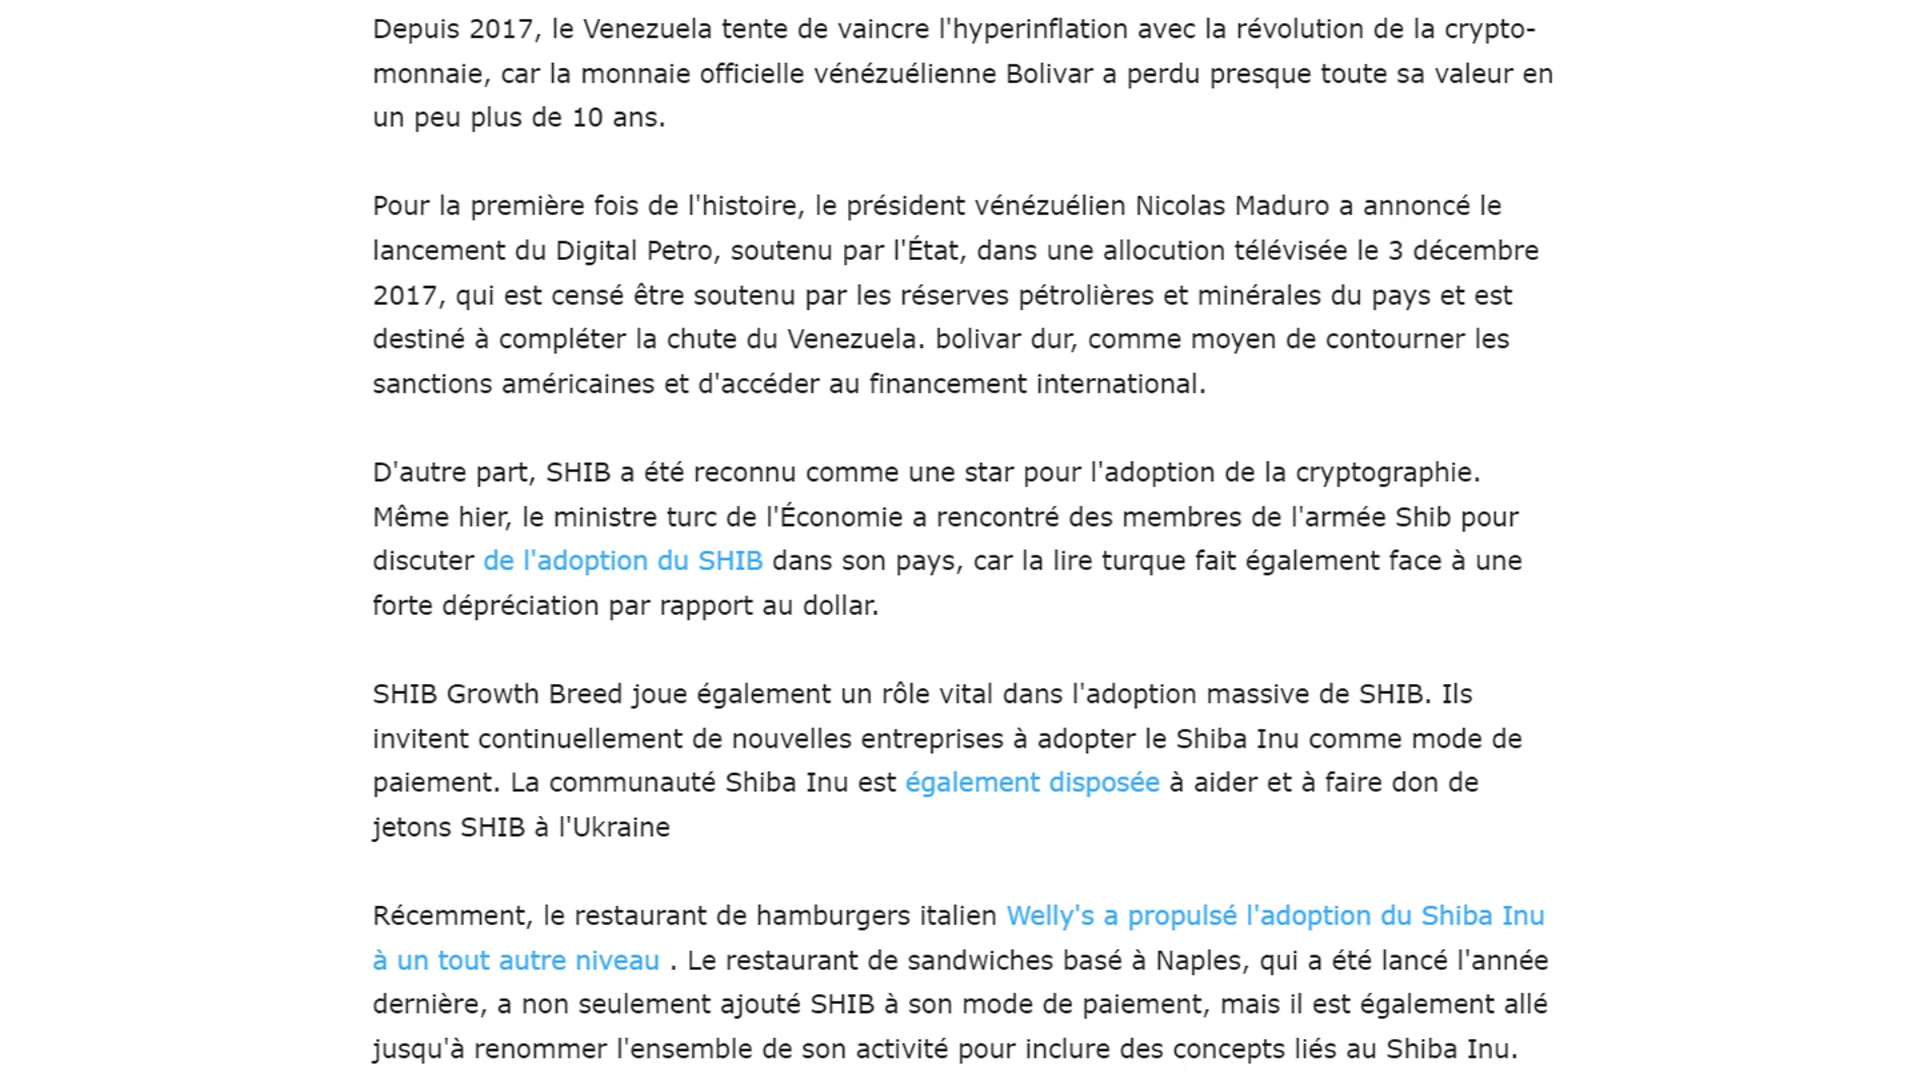 Depuis 2017, le Venezuela tente de vaincre l'hyperinflation avec la révolution de la crypto-
monnaie, car la monnaie officielle vénézuélienne Bolivar a perdu presque toute sa valeur en
un peu plus de 10 ans.
Pour la première fois de l'histoire, le président vénézuélien Nicolas Maduro a annoncé le
lancement du Digital Petro, soutenu par l'État, dans une allocution télévisée le 3 décembre
2017, qui est censé être soutenu par les réserves pétrolières et minérales du pays et est
destiné à compléter la chute du Venezuela. bolivar dur, comme moyen de contourner les
sanctions américaines et d'accéder au financement international.
D'autre part, SHIB a été reconnu comme une star pour l'adoption de la cryptographie.
Même hier, le ministre turc de l'Économie a rencontré des membres de l'armée Shib pour
discuter de l'adoption du SHIB dans son pays, car la lire turque fait également face à une
forte dépréciation par rapport au dollar.
SHIB Growth Breed joue également un rôle vital dans l'adoption massive de SHIB. Ils
invitent continuellement de nouvelles entreprises à adopter le Shiba Inu comme mode de
paiement. La communauté Shiba Inu est également disposée à aider et à faire don de
jetons SHIB à l'Ukraine
Récemment, le restaurant de hamburgers italien Welly's a propulsé l'adoption du Shiba Inu
à un tout autre niveau . Le restaurant de sandwiches basé à Naples, qui a été lancé l'année
dernière, a non seulement ajouté SHIB à son mode de paiement, mais il est également allé
jusqu'à renommer l'ensemble de son activité pour inclure des concepts liés au Shiba Inu.